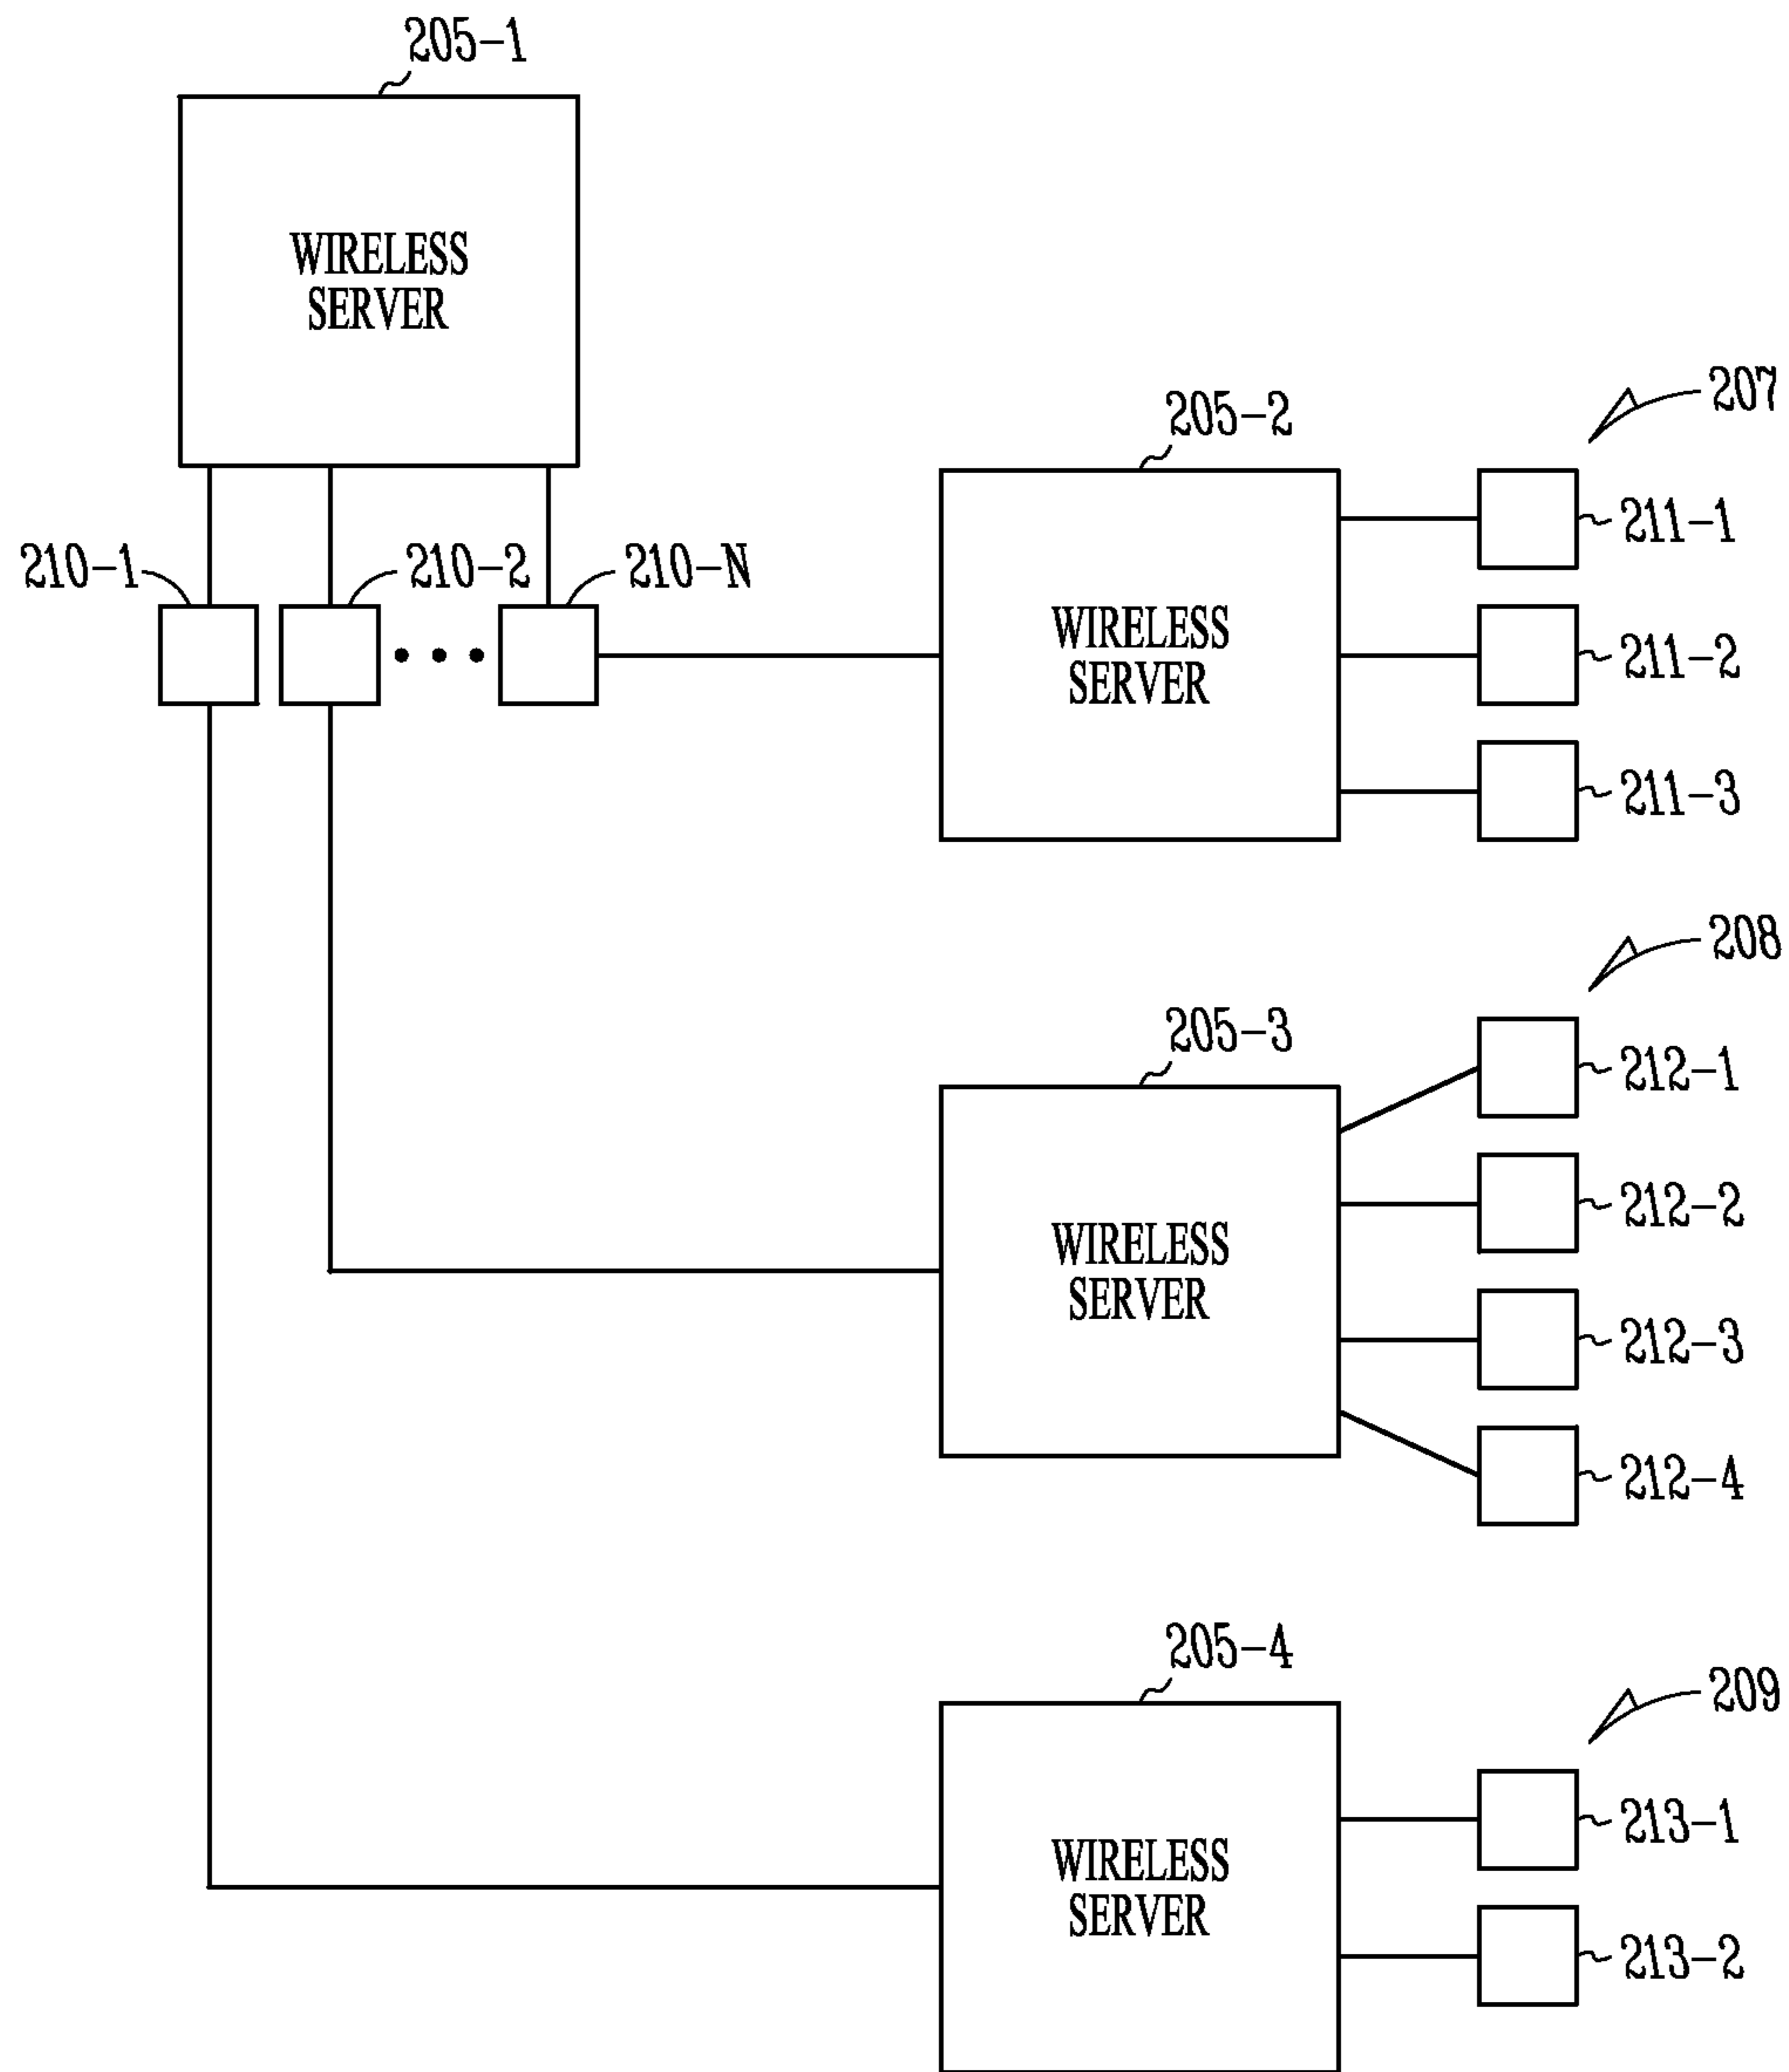 205-1
WIRELESS
SERVER
210-1
210-2
210-N
205-2
WIRELESS
SERVER
207
211-1
211-2
211-3
205-3
WIRELESS
SERVER
208
212-1
212-2
212-3
212-4
205-4
WIRELESS
SERVER
209
213-1
213-2